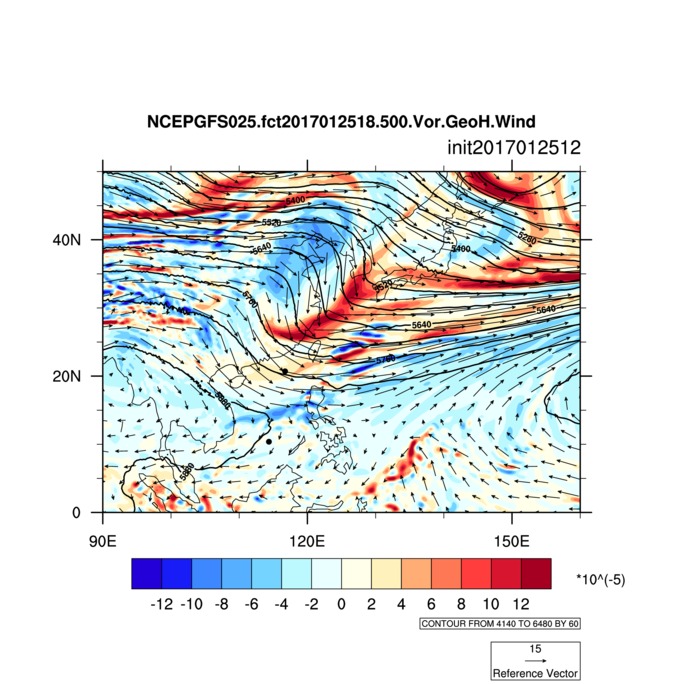 NCEPGFS025.fct2017012518.500.Vor.GeoH.Wind
init2017012512
5400
5520
5640
5280
5400
40N
5760
5520
5640
5640
5760
20N
5880
5880
0
90E 120E 150E
-12 -10 -8 -6 -4 -2 0 2 4 6 8 10 12
*10^(-5)
CONTOUR FROM 4140 TO 6480 BY 60
15
Reference Vector